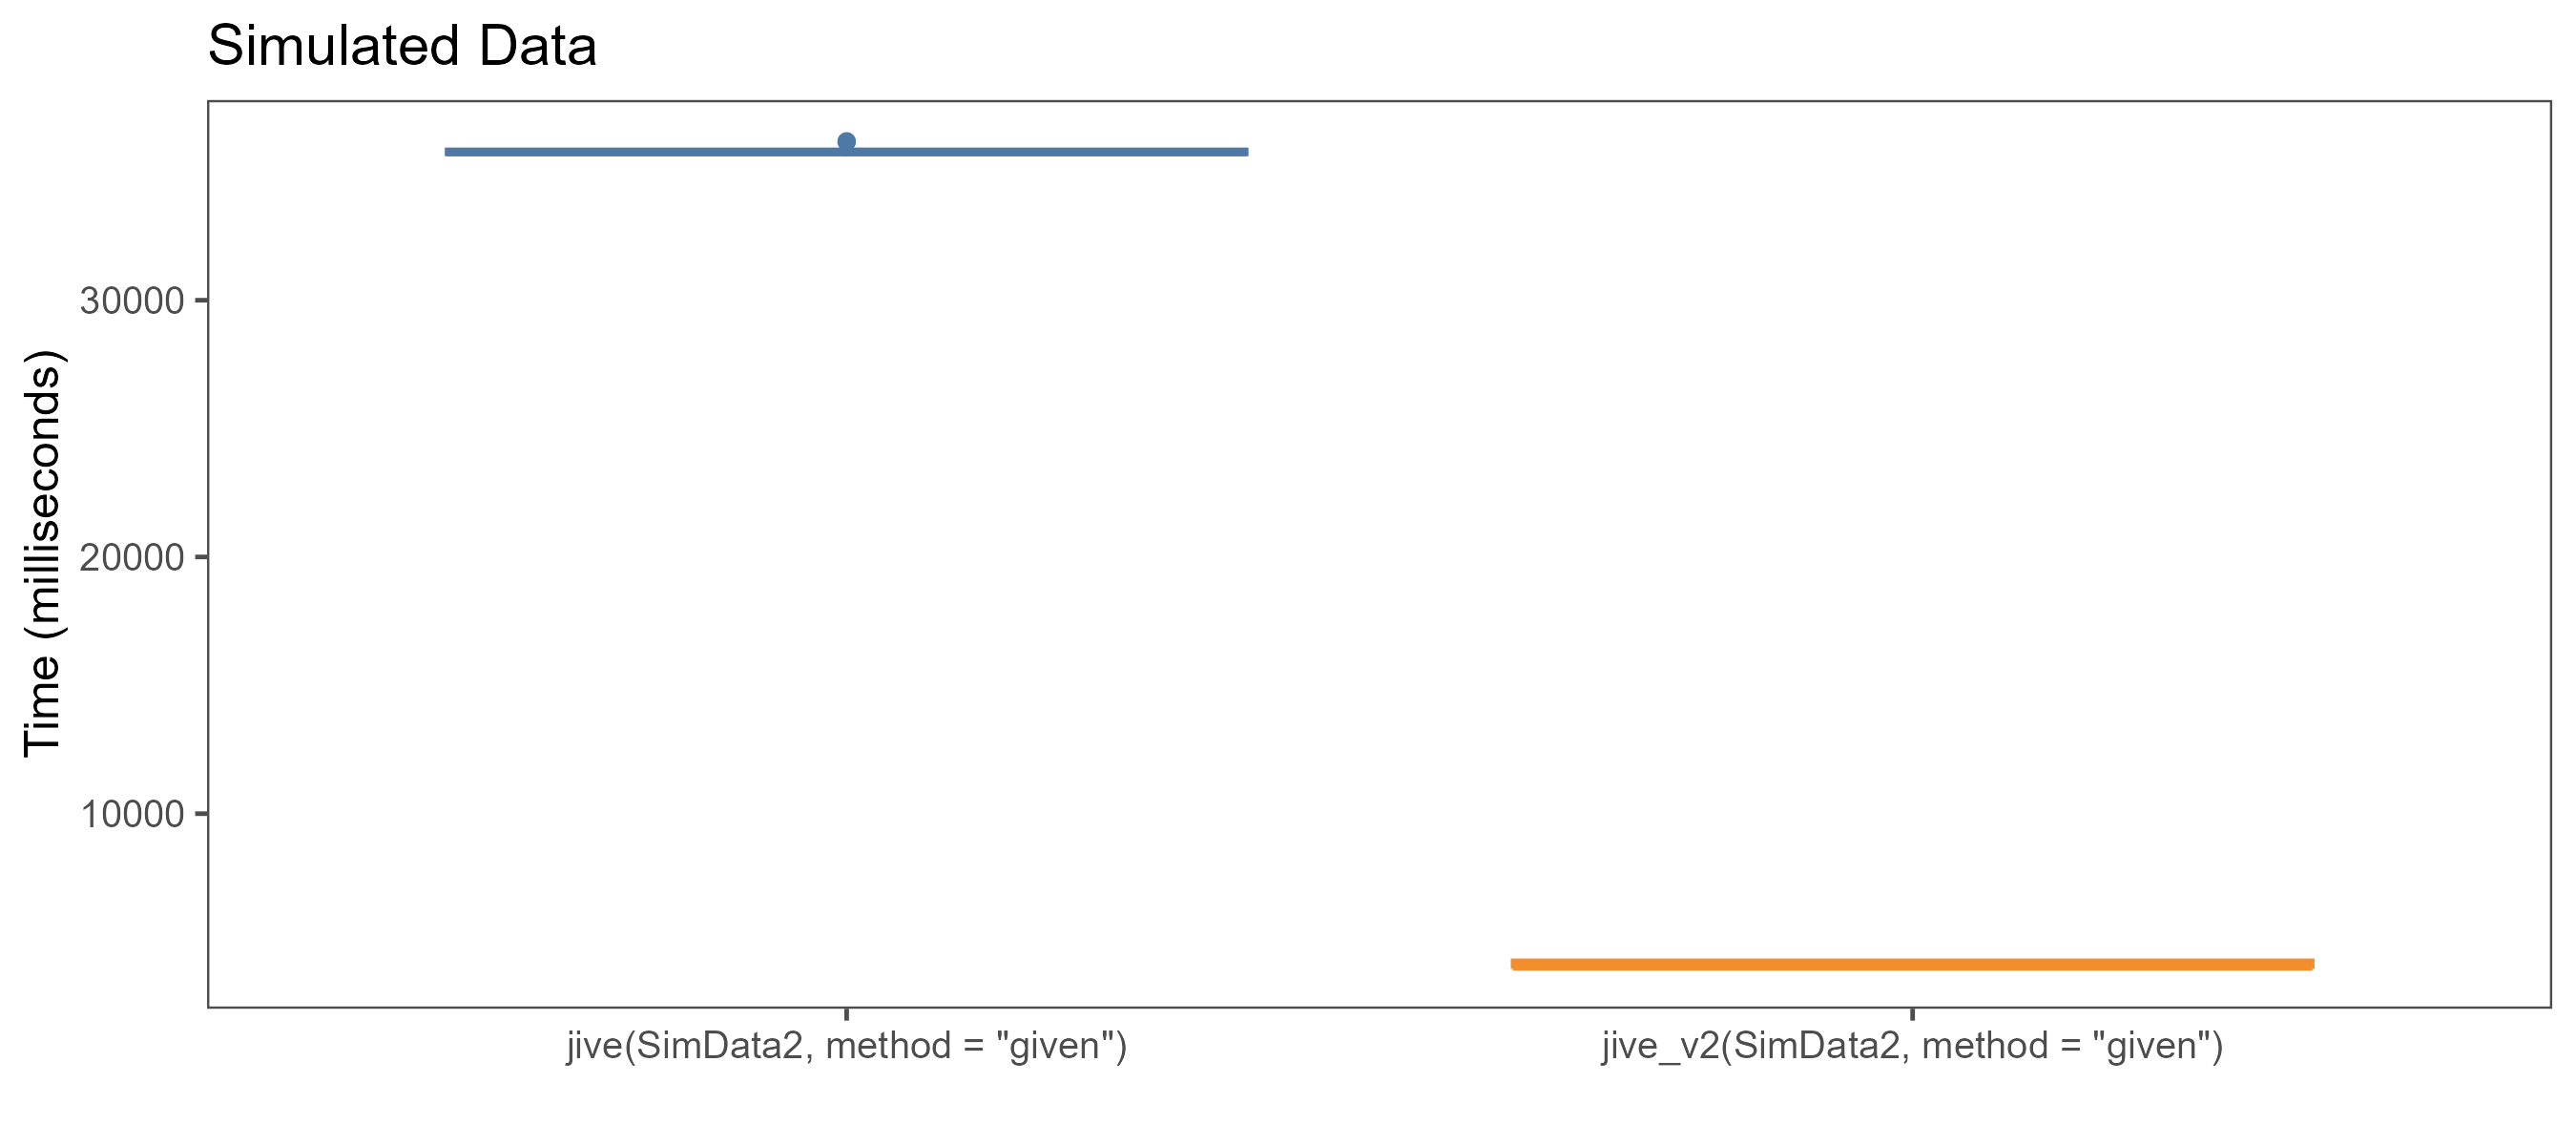 Simulated Data
Time (milliseconds)
30000
20000
10000
jive(SimData2, method = "given")
jive_v2(SimData2, method = "given")